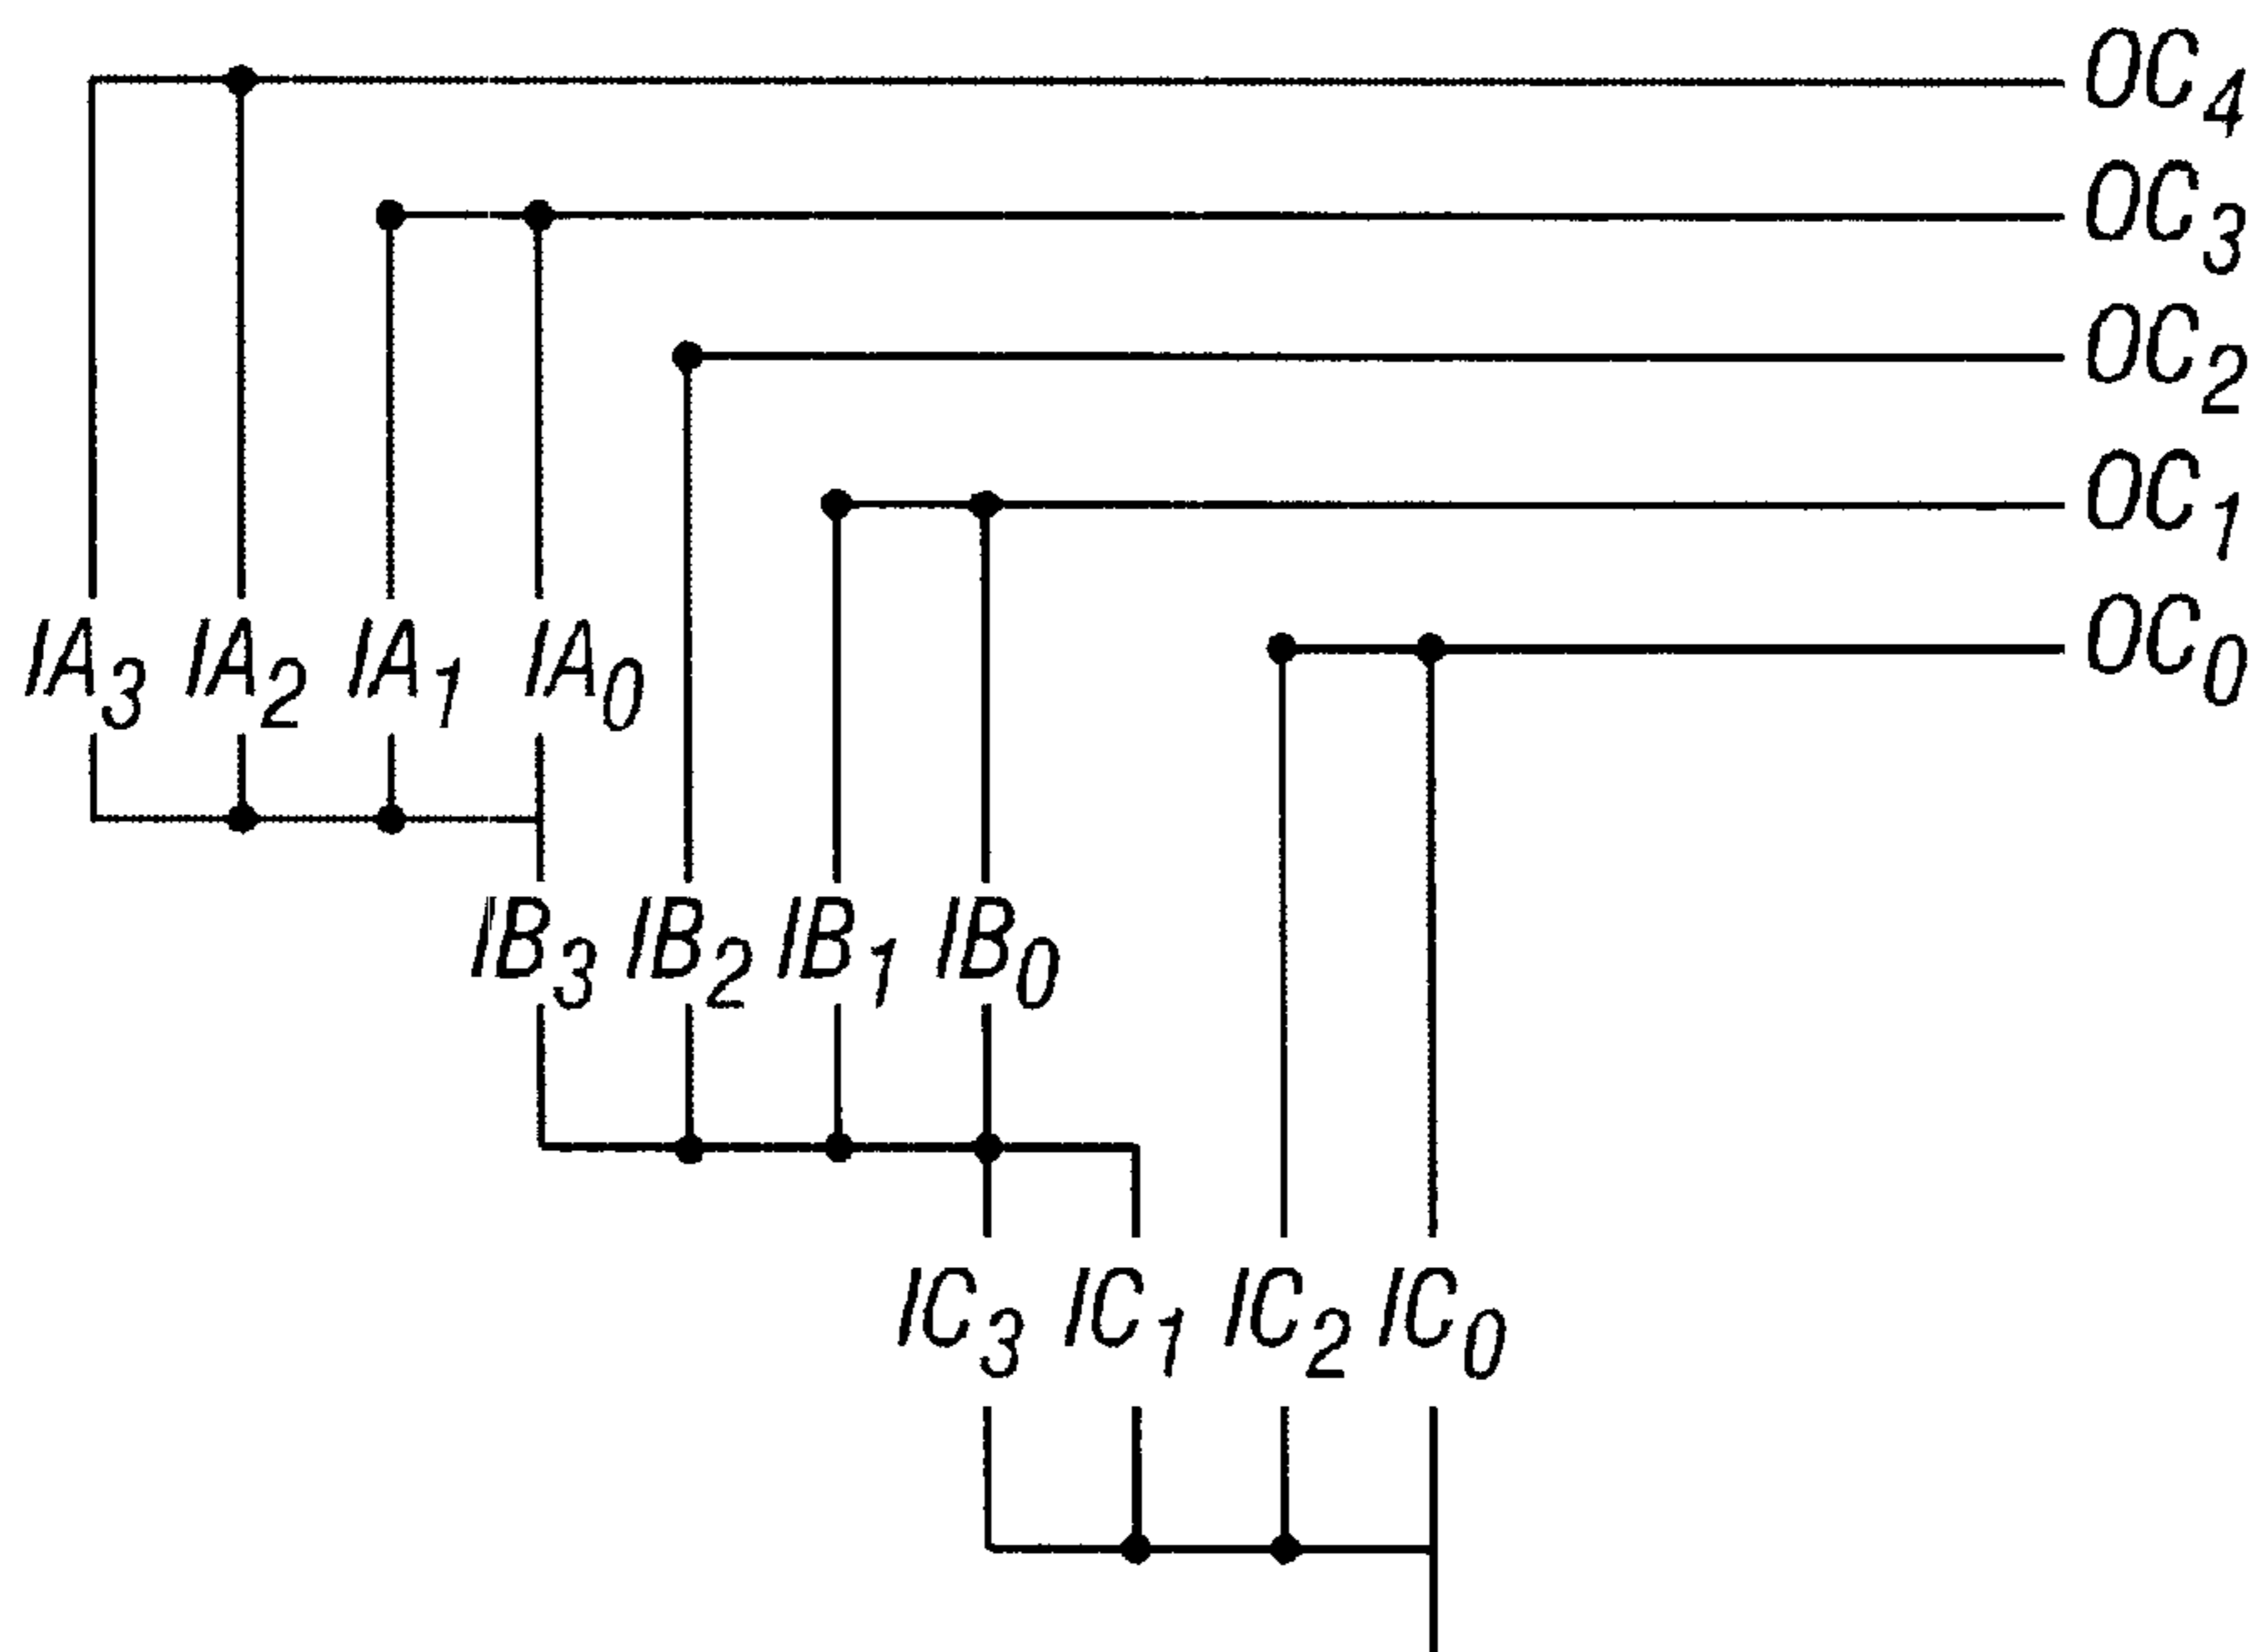 OC4
OC3
OC2
OC1
OC0
IA3 IA2 IA1 IA0
IB3 IB2 IB1 IB0
IC3 IC1 IC2 IC0